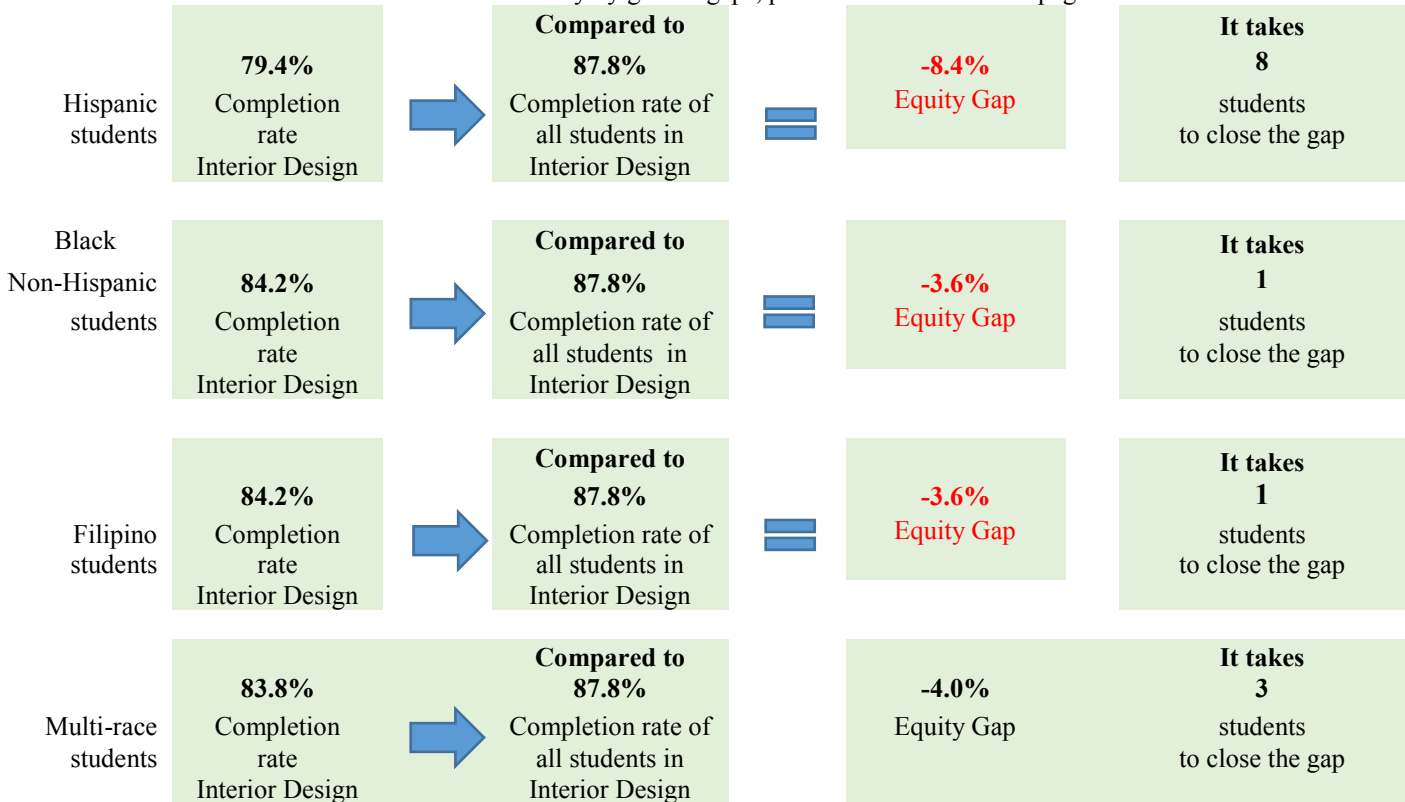 Compared to
It takes
79.4%
87.8%
-8.4%
8
Hispanic
students
Completion
rate
Interior Design
Completion rate of
all students in
Interior Design
Equity Gap
students
to close the gap
Black
Non-Hispanic
students
84.2%
Completion
rate
Interior Design
Compared to
87.8%
Completion rate of
all students in
Interior Design
-3.6%
Equity Gap
It takes
1
students
to close the gap
Filipino
students
84.2%
Completion
rate
Interior Design
Compared to
87.8%
Completion rate of
all students in
Interior Design
-3.6%
Equity Gap
It takes
1
students
to close the gap
Multi-race
students
83.8%
Completion
rate
Interior Design
Compared to
87.8%
Completion rate of
all students in
Interior Design
-4.0%
Equity Gap
It takes
3
students
to close the gap